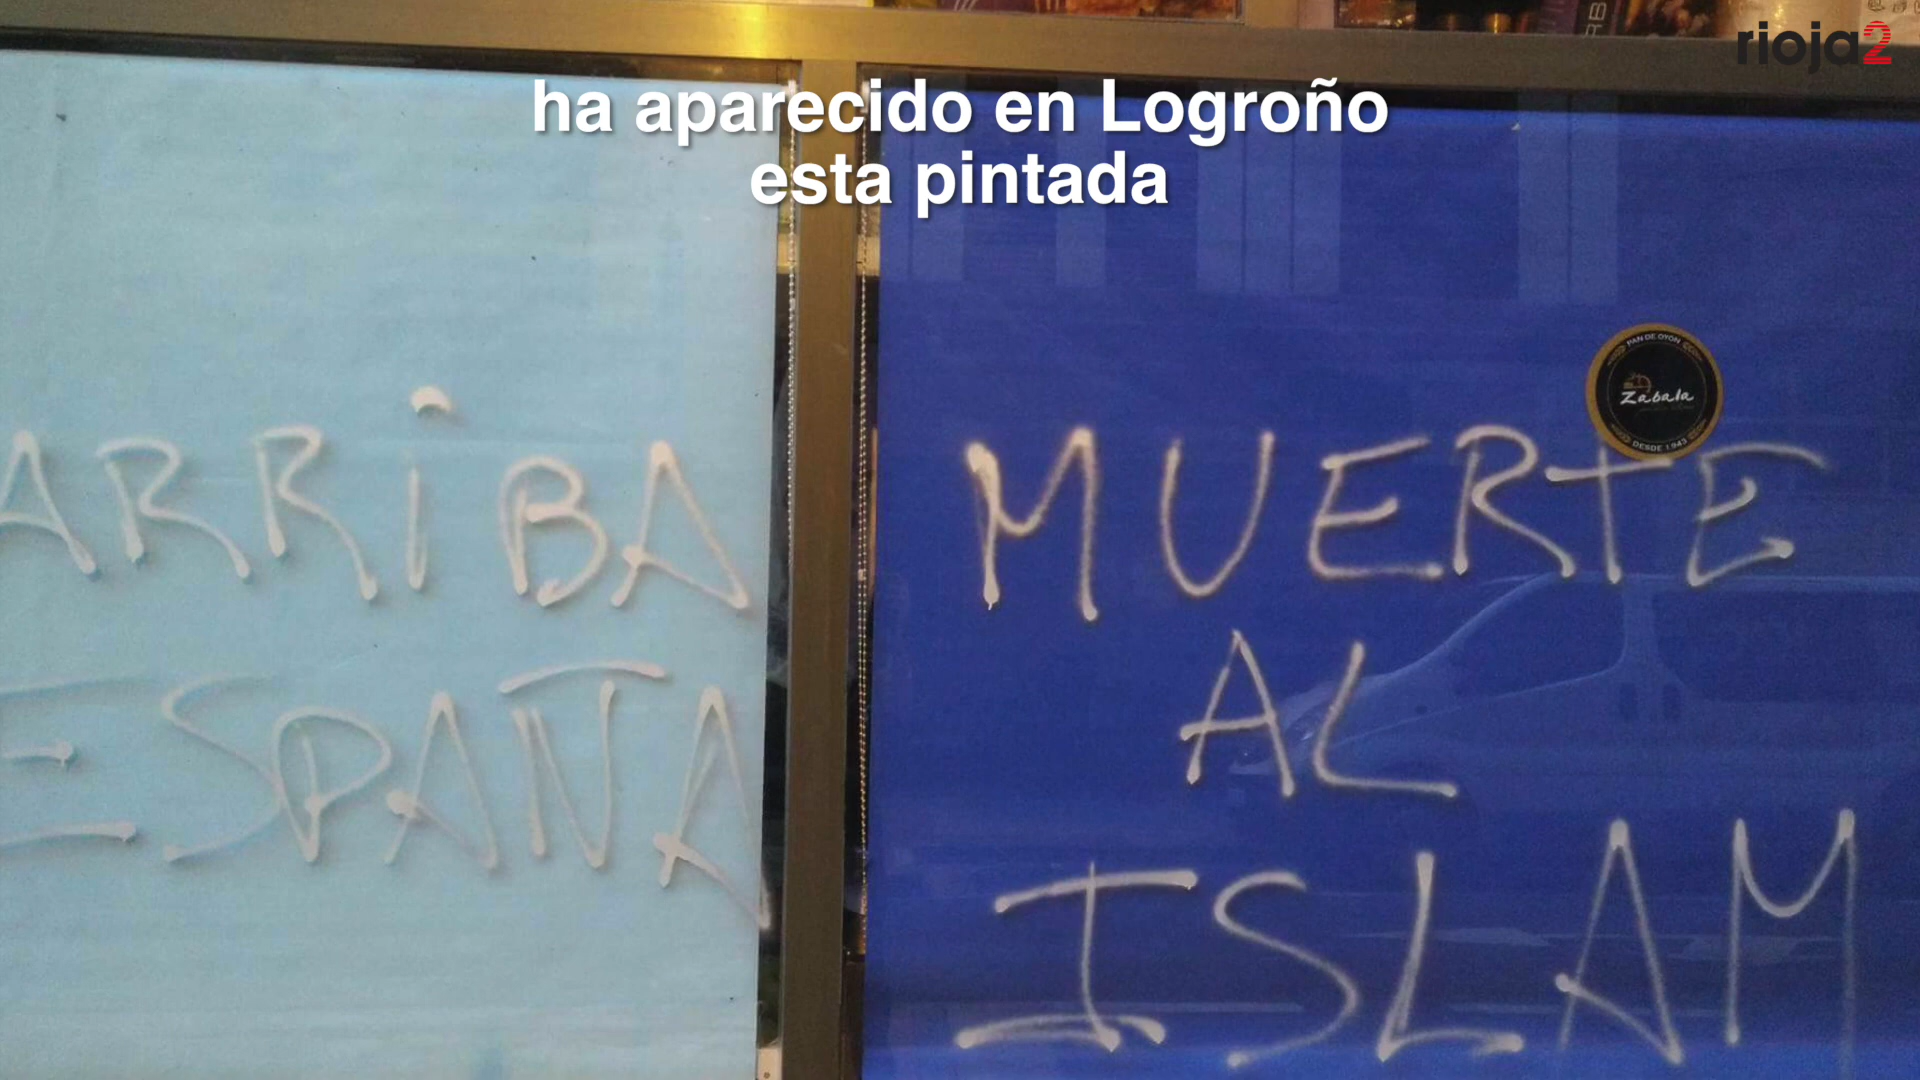 rioja2
ha aparecido en Logroño
esta pintada
ARRiBA
ESPAÑA
PAN DE OYON
Zabala
DESDE 1943
MUERTE
AL
ISLAM